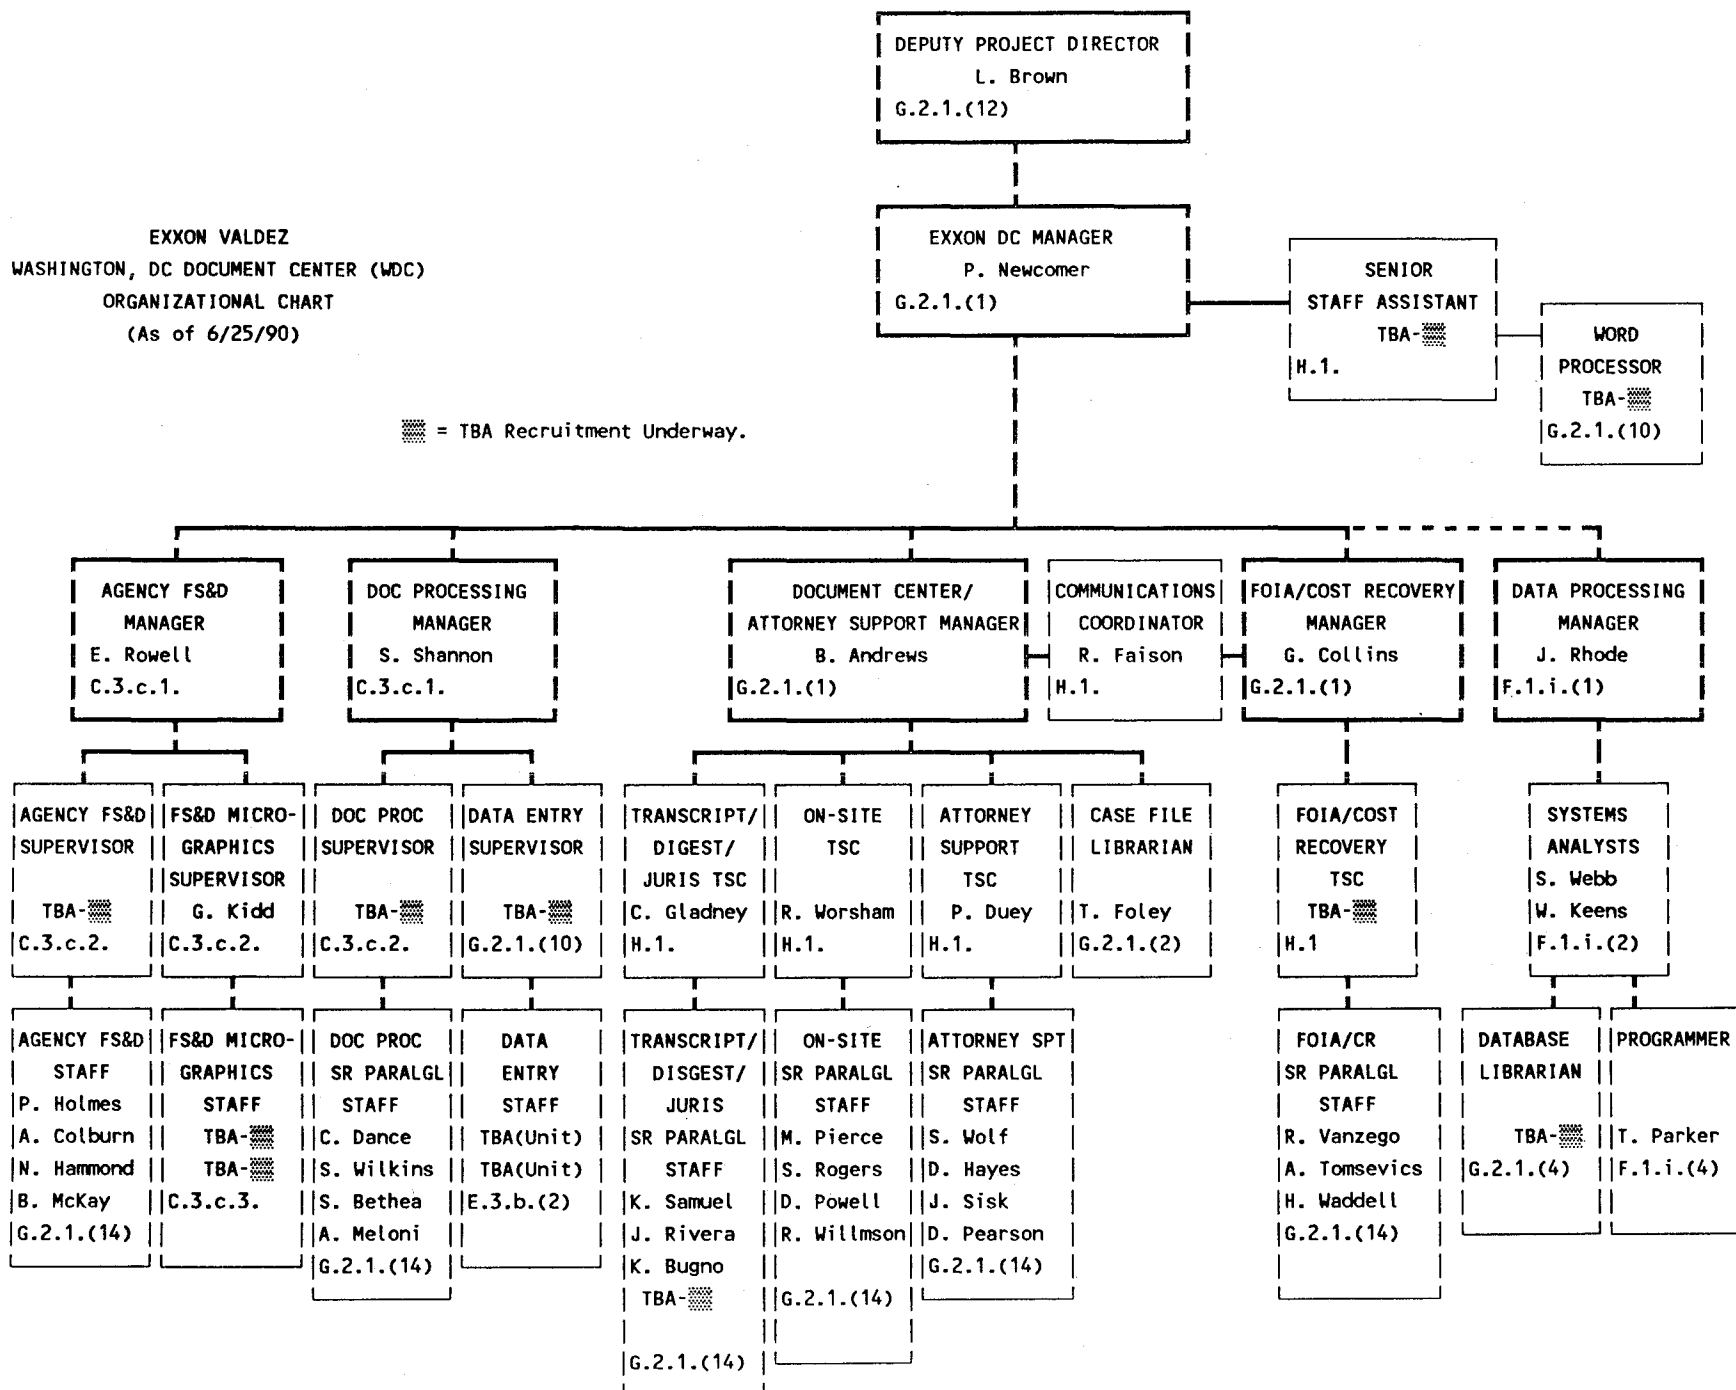 DEPUTY PROJECT DIRECTOR
L. Brown
G.2.1.(12)
EXXON VALDEZ
WASHINGTON, DC DOCUMENT CENTER (WDC)
ORGANIZATIONAL CHART
(As of 6/25/90)
EXXON DC MANAGER
P. Newcomer
G.2.1.(1)
SENIOR
STAFF ASSISTANT
TBA-▒
H.1.
WORD
PROCESSOR
TBA-▒
G.2.1.(10)
▒ = TBA Recruitment Underway.
AGENCY FS&D
MANAGER
E. Rowell
C.3.c.1.
DOC PROCESSING
MANAGER
S. Shannon
C.3.c.1.
DOCUMENT CENTER/
ATTORNEY SUPPORT MANAGER
B. Andrews
G.2.1.(1)
COMMUNICATIONS
COORDINATOR
R. Faison
H.1.
FOIA/COST RECOVERY
MANAGER
G. Collins
G.2.1.(1)
DATA PROCESSING
MANAGER
J. Rhode
F.1.i.(1)
AGENCY FS&D
SUPERVISOR
TBA-▒
C.3.c.2.
FS&D MICRO-
GRAPHICS
SUPERVISOR
G. Kidd
C.3.c.2.
DOC PROC
SUPERVISOR
TBA-▒
C.3.c.2.
DATA ENTRY
SUPERVISOR
TBA-▒
G.2.1.(10)
TRANSCRIPT/
DIGEST/
JURIS TSC
C. Gladney
H.1.
ON-SITE
TSC
R. Worsham
H.1.
ATTORNEY
SUPPORT
TSC
P. Duey
H.1.
CASE FILE
LIBRARIAN
T. Foley
G.2.1.(2)
FOIA/COST
RECOVERY
TSC
TBA-▒
H.1
SYSTEMS
ANALYSTS
S. Webb
W. Keens
F.1.i.(2)
AGENCY FS&D
STAFF
P. Holmes
A. Colburn
N. Hammond
B. McKay
G.2.1.(14)
FS&D MICRO-
GRAPHICS
STAFF
TBA-▒
TBA-▒
C.3.c.3.
DOC PROC
SR PARALGL
STAFF
C. Dance
S. Wilkins
S. Bethea
A. Meloni
G.2.1.(14)
DATA
ENTRY
STAFF
TBA(Unit)
TBA(Unit)
E.3.b.(2)
TRANSCRIPT/
DISGEST/
JURIS
SR PARALGL
STAFF
K. Samuel
J. Rivera
K. Bugno
TBA-▒
G.2.1.(14)
ON-SITE
SR PARALGL
STAFF
M. Pierce
S. Rogers
D. Powell
R. Willmson
G.2.1.(14)
ATTORNEY SPT
SR PARALGL
STAFF
S. Wolf
D. Hayes
J. Sisk
D. Pearson
G.2.1.(14)
FOIA/CR
SR PARALGL
STAFF
R. Vanzego
A. Tomsevics
H. Waddell
G.2.1.(14)
DATABASE
LIBRARIAN
TBA-▒
G.2.1.(4)
PROGRAMMER
T. Parker
F.1.i.(4)